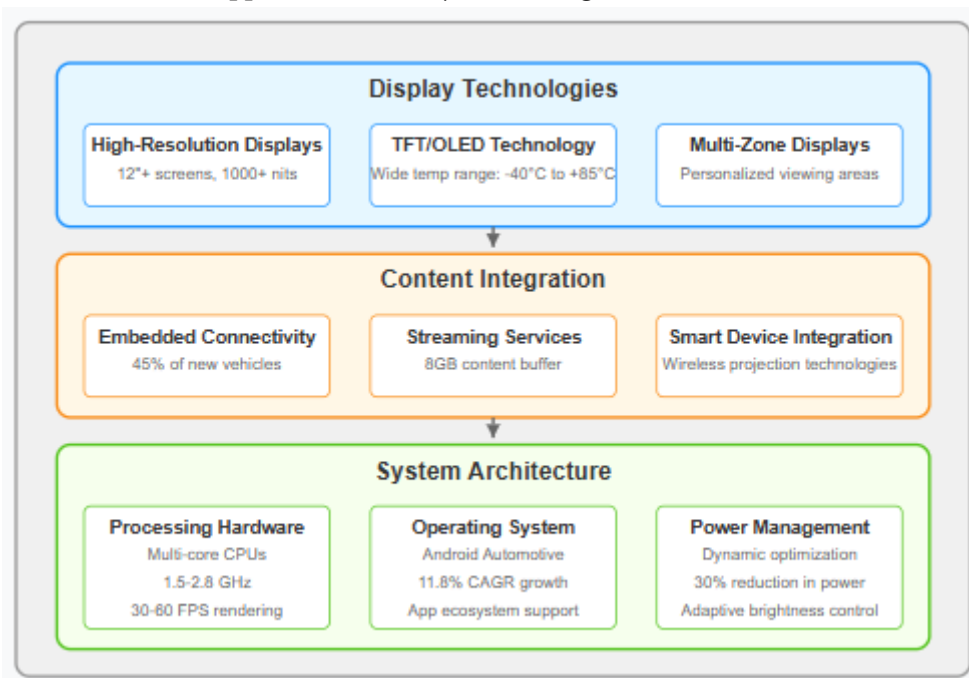 Display Technologies
High-Resolution Displays
12"+ screens, 1000+ nits
TFT/OLED Technology
Wide temp range: -40°C to +85°C
Multi-Zone Displays
Personalized viewing areas
Content Integration
Embedded Connectivity
45% of new vehicles
Streaming Services
8GB content buffer
Smart Device Integration
Wireless projection technologies
System Architecture
Processing Hardware
Multi-core CPUs
1.5-2.8 GHz
30-60 FPS rendering
Operating System
Android Automotive
11.8% CAGR growth
App ecosystem support
Power Management
Dynamic optimization
30% reduction in power
Adaptive brightness control